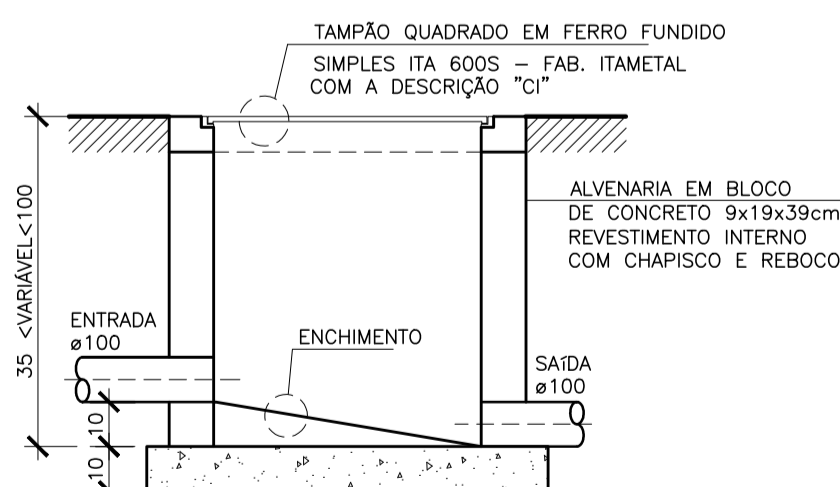 TAMPÃO QUADRADO EM FERRO FUNDIDO
SIMPLES ITA 600S – FAB. ITAMETAL
COM A DESCRIÇÃO "CI"
35 <VARIÁVEL<100
ALVENARIA EM BLOCO
DE CONCRETO 9x19x39cm
REVESTIMENTO INTERNO
COM CHAPISCO E REBOCO
ENTRADA
ø100
ENCHIMENTO
SAÍDA
ø100
10
10